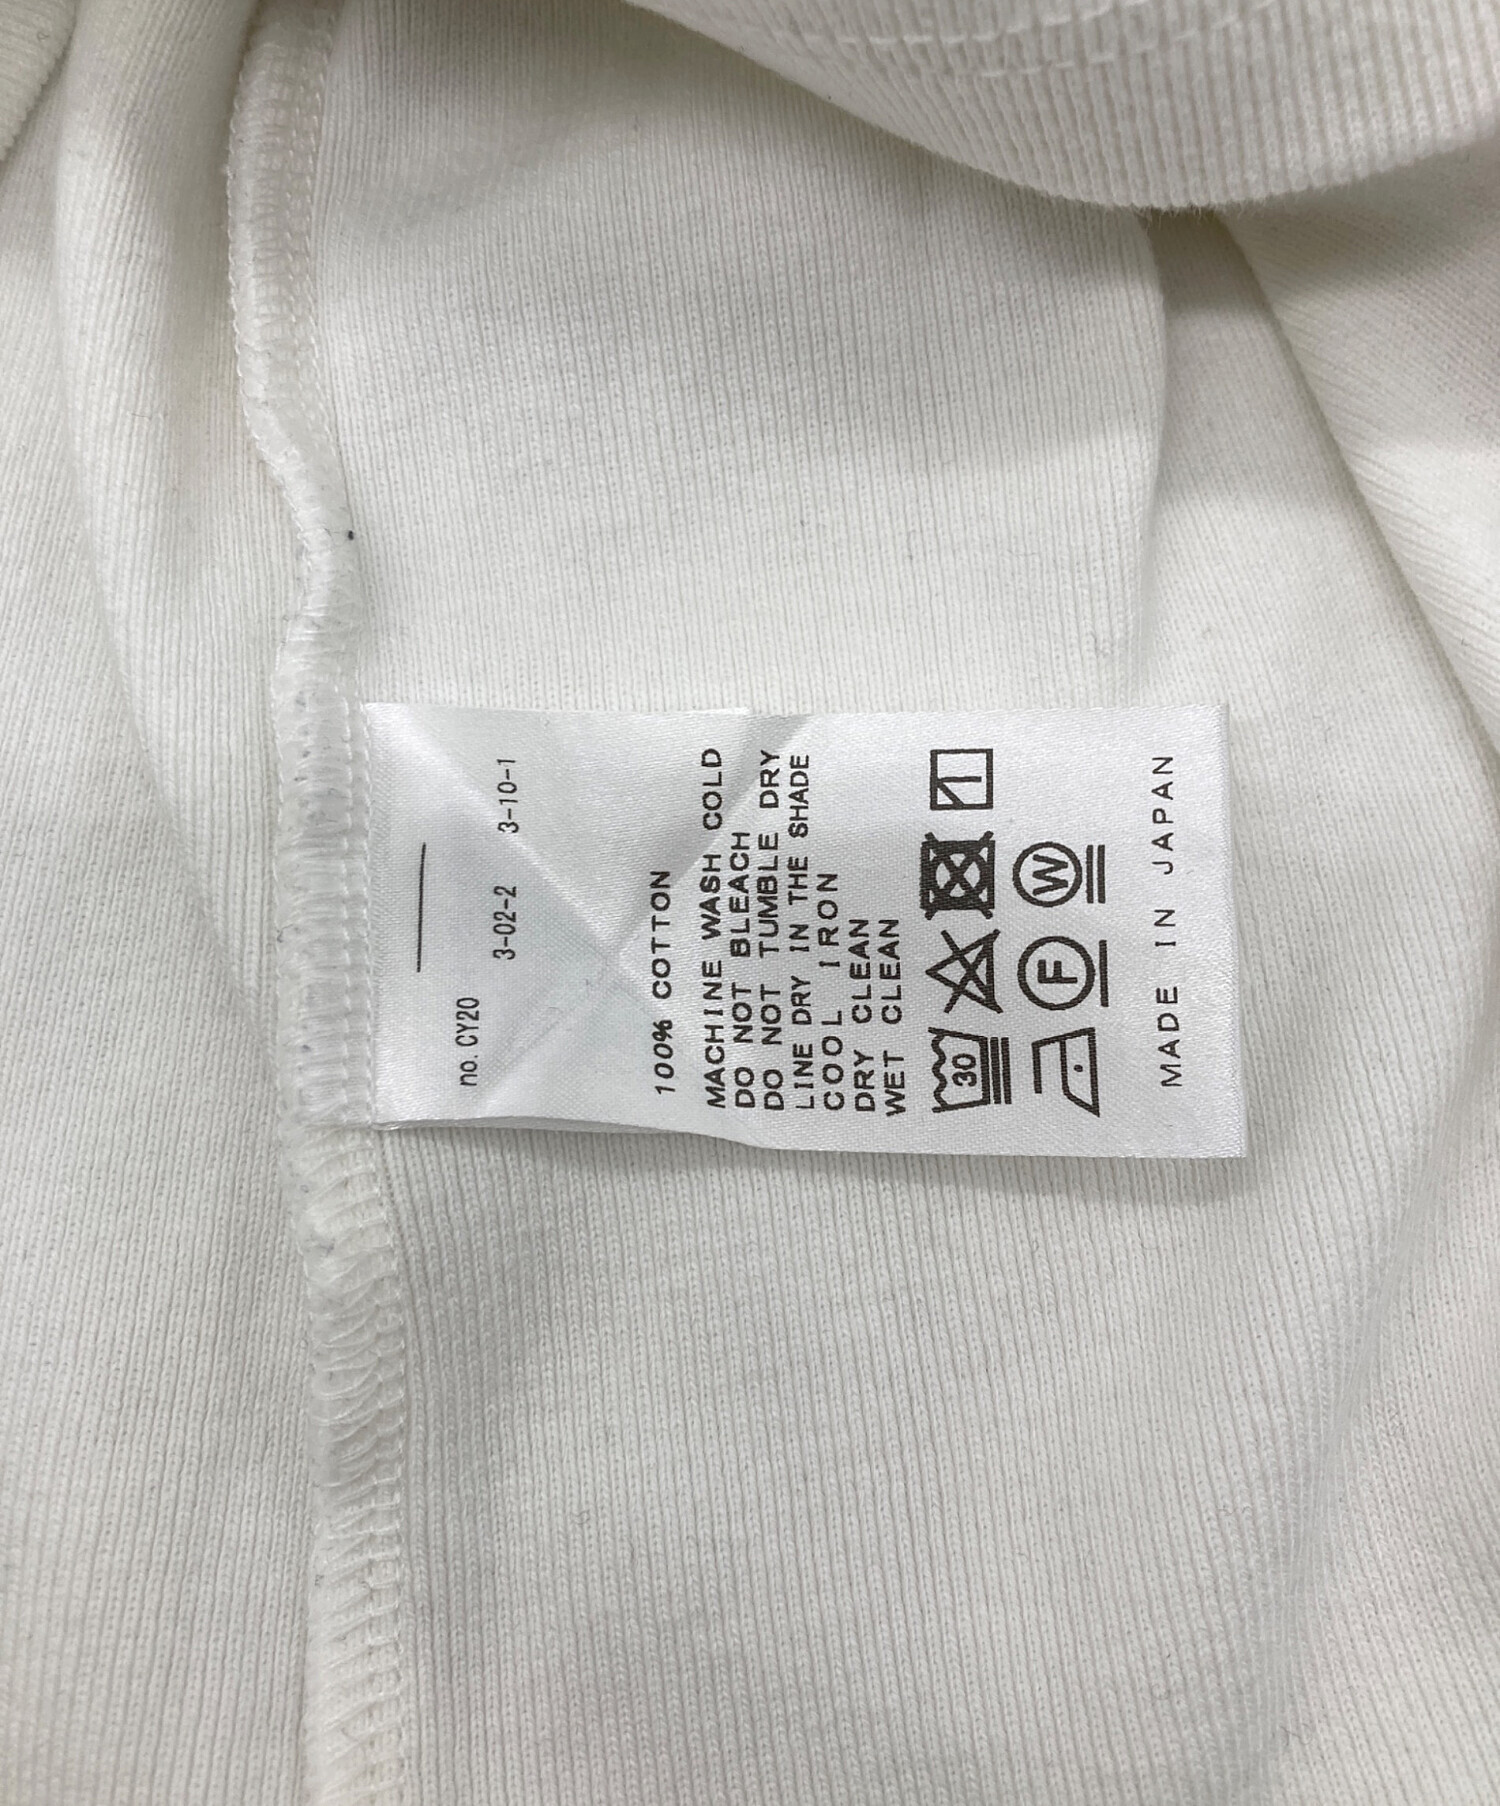 no. CY20
3-02-2 3-10-1
100% COTTON
MACHINE WASH COLD
DO NOT BLEACH
DO NOT TUMBLE DRY
LINE DRY IN THE SHADE
COOL IRON
DRY CLEAN
WET CLEAN
30
F W
MADE IN JAPAN